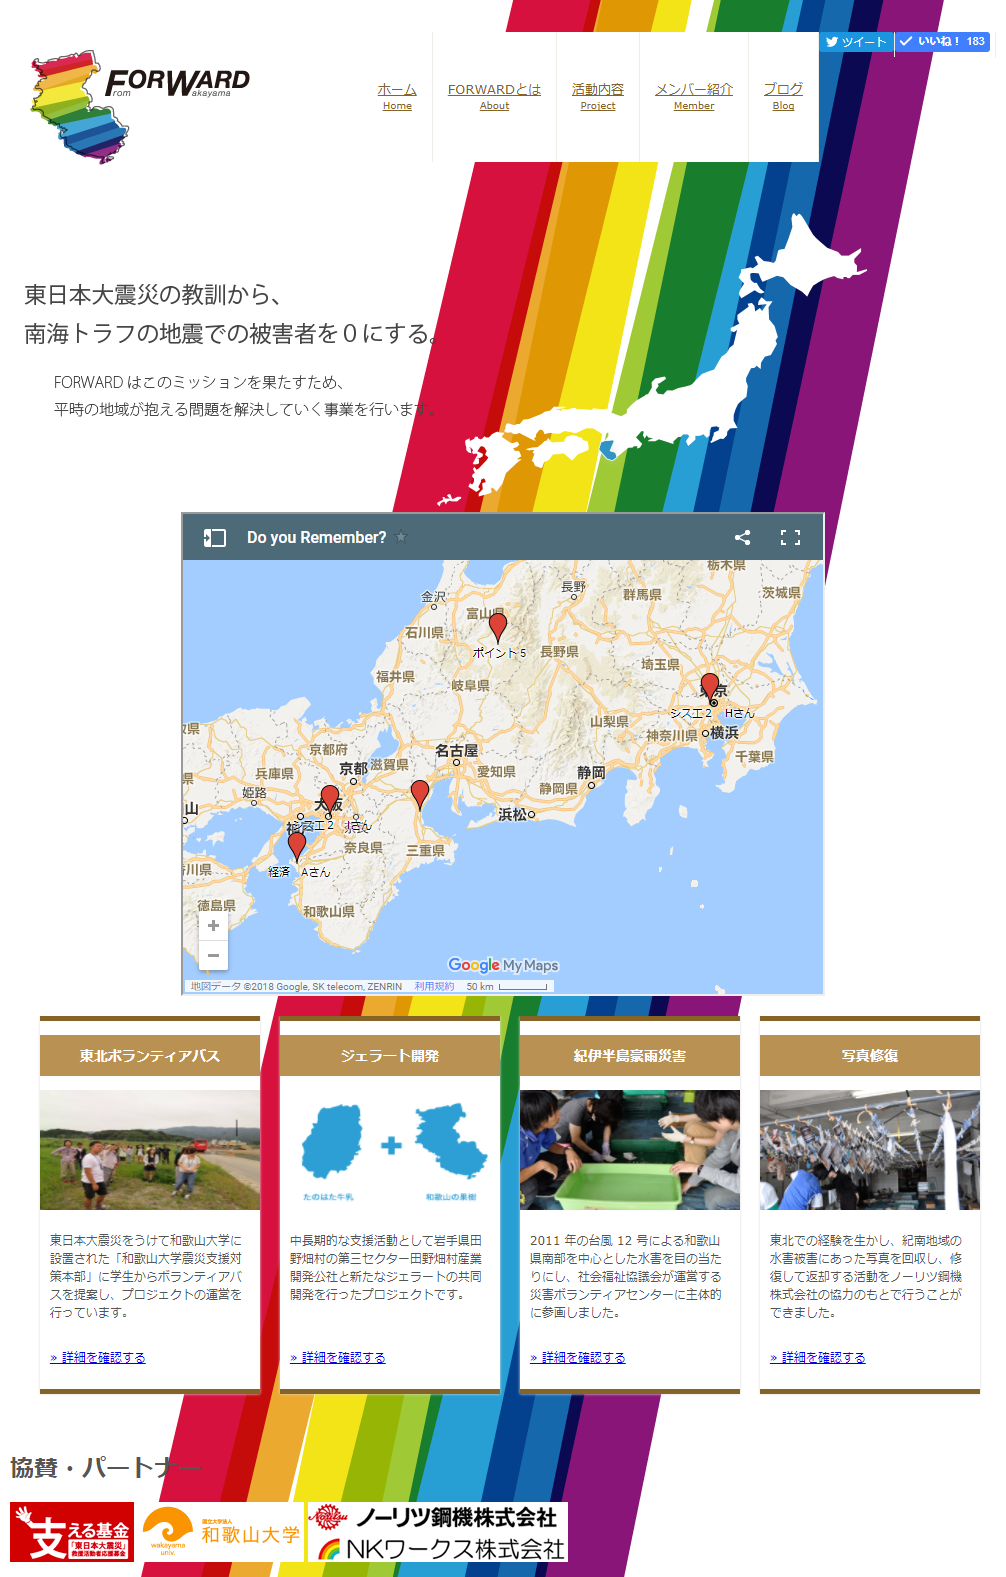 FORWARD
rom akayama
ホーム
Home
FORWARDとは
About
活動内容
Project
メンバー紹介
Member
ブログ
Blog
ツイート
いいね！ 183
東日本大震災の教訓から、
南海トラフの地震での被害者を０にする。
FORWARD はこのミッションを果たすため、
平時の地域が抱える問題を解決していく事業を行います。
Do you Remember?
栃木県
長野
金沢
群馬県
茨城県
富山県
石川県
ポイント５
長野県
埼玉県
福井県
岐阜県
東京
シスエ２ Hさん
山梨県
神奈川県
横浜
京都府
名古屋
千葉県
兵庫県
京都
滋賀県
愛知県
静岡
姫路
静岡県
大阪
浜松
シスエ２
奈良県
三重県
経済 Aさん
徳島県
和歌山県
Google My Maps
地図データ ©2018 Google, SK telecom, ZENRIN 利用規約 50 km
東北ボランティアバス
東日本大震災をうけて和歌山大学に
設置された「和歌山大学震災支援対
策本部」に学生からボランティアバ
スを提案し、プロジェクトの運営を
行っています。
» 詳細を確認する
ジェラート開発
たのはた牛乳
和歌山の果樹
中長期的な支援活動として岩手県田
野畑村の第三セクター田野畑村産業
開発公社と新たなジェラートの共同
開発を行ったプロジェクトです。
» 詳細を確認する
紀伊半島豪雨災害
2011 年の台風 12 号による和歌山
県南部を中心とした水害を目の当た
りにし、社会福祉協議会が運営する
災害ボランティアセンターに主体的
に参画しました。
» 詳細を確認する
写真修復
東北での経験を生かし、紀南地域の
水害被害にあった写真を回収し、修
復して返却する活動をノーリツ鋼機
株式会社の協力のもとで行うことが
できました。
» 詳細を確認する
協賛・パートナー
支える基金
「東日本大震災」
救援活動者応援募金
wakayama
univ.
国立大学法人
和歌山大学
Noritsu
ノーリツ鋼機株式会社
NKワークス株式会社